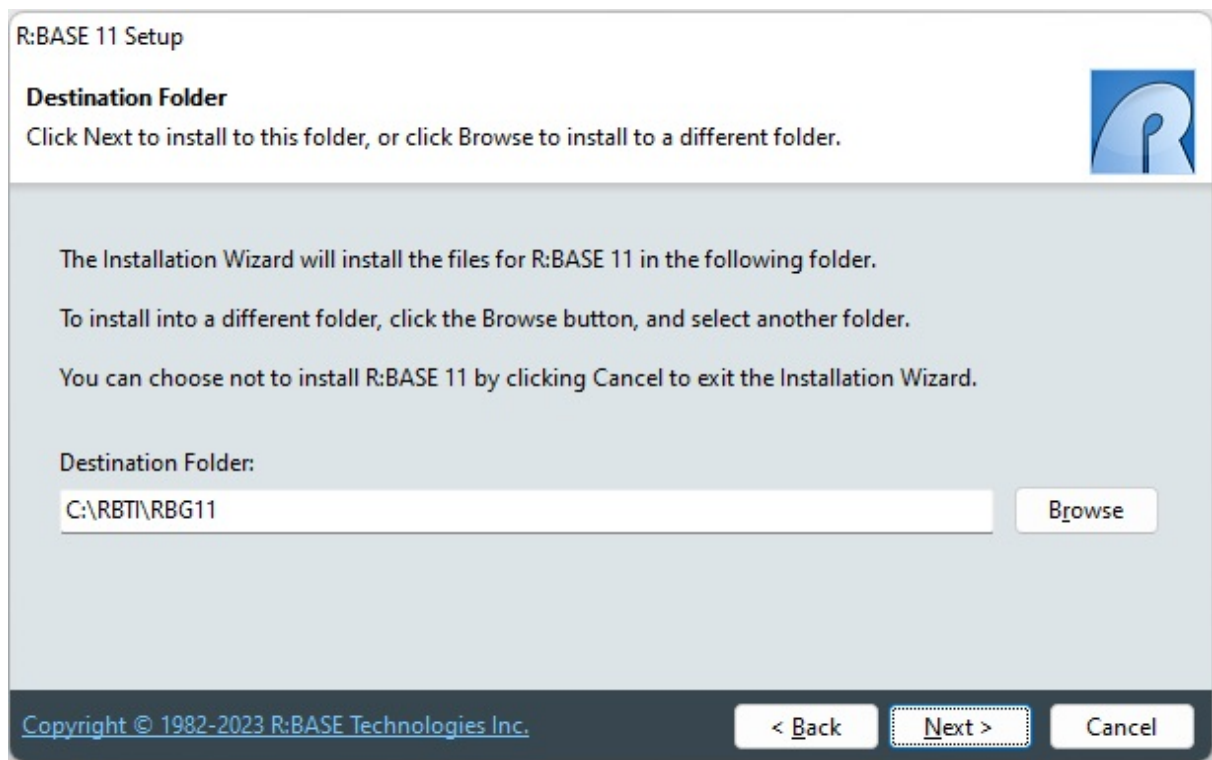 R:BASE 11 Setup
Destination Folder
Click Next to install to this folder, or click Browse to install to a different folder.
The Installation Wizard will install the files for R:BASE 11 in the following folder.
To install into a different folder, click the Browse button, and select another folder.
You can choose not to install R:BASE 11 by clicking Cancel to exit the Installation Wizard.
Destination Folder:
C:\RBTI\RBG11
Browse
Copyright © 1982-2023 R:BASE Technologies Inc.
< Back
Next >
Cancel